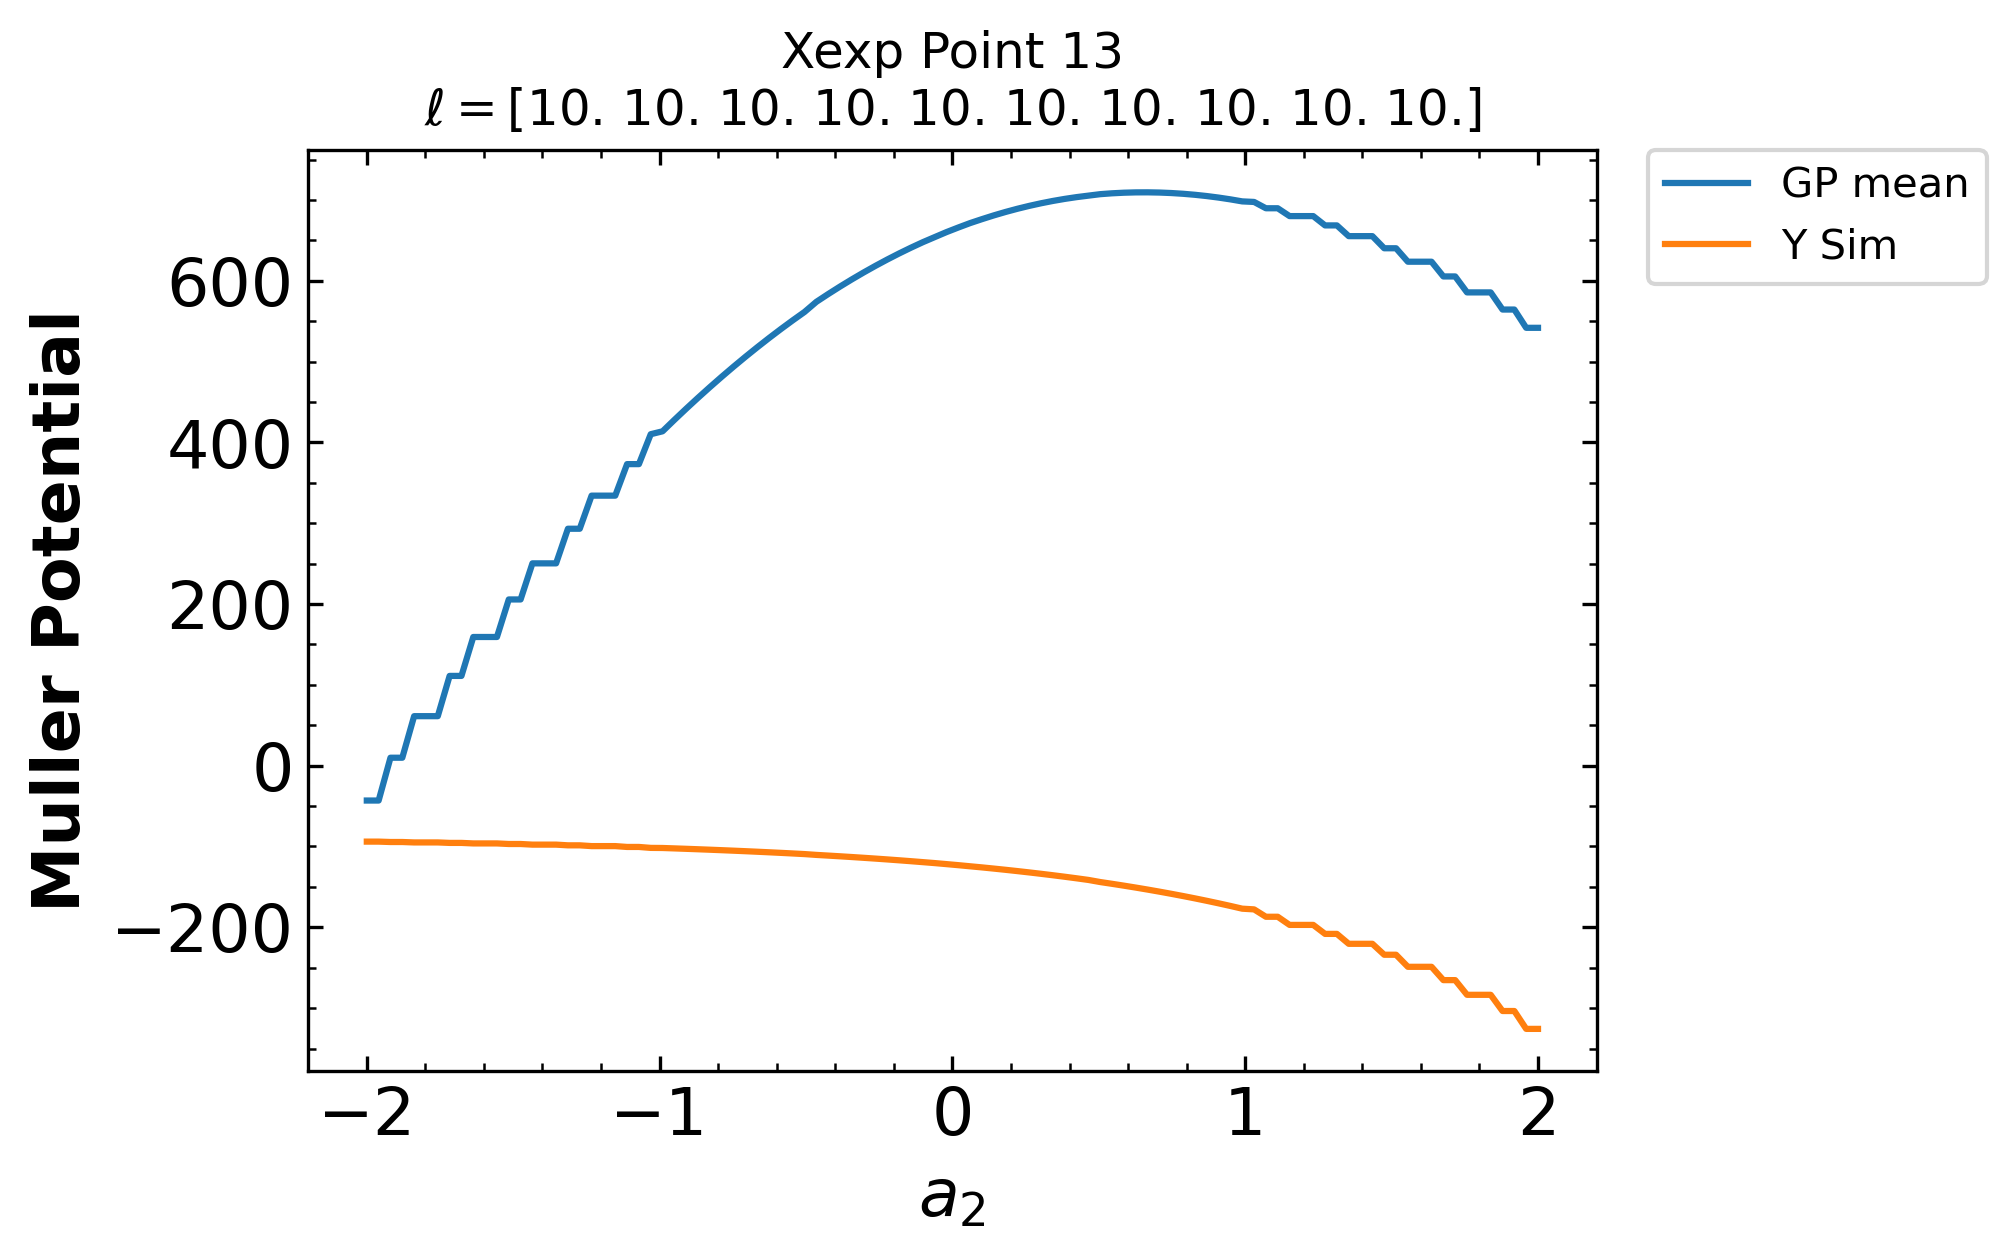 Xexp Point 13
ℓ = [10. 10. 10. 10. 10. 10. 10. 10. 10. 10.]
GP mean
Y Sim
Muller Potential
600
400
200
0
−200
−2 −1 0 1 2
a₂